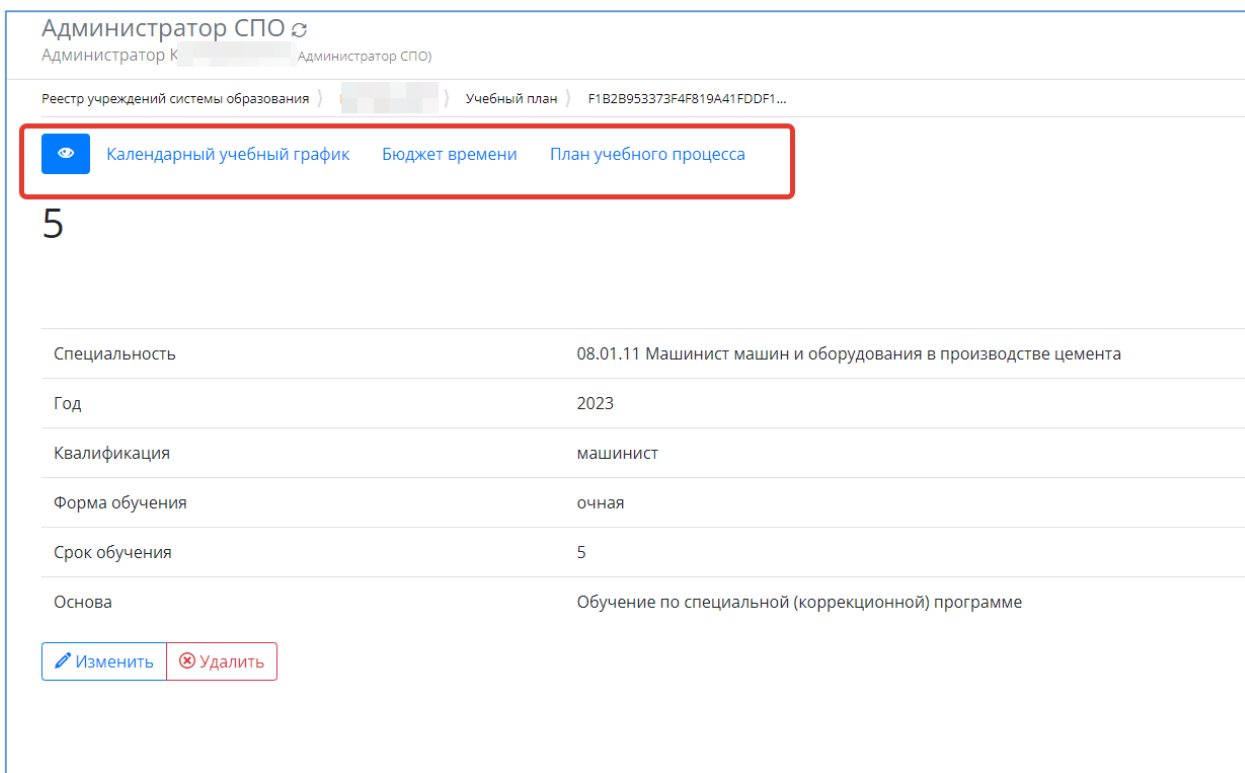 Администратор СПО
Администратор К Администратор СПО)
Реестр учреждений системы образования Учебный план F1B2B953373F4F819A41FDDF1...
Календарный учебный график Бюджет времени План учебного процесса
5
Специальность 08.01.11 Машинист машин и оборудования в производстве цемента
Год 2023
Квалификация машинист
Форма обучения очная
Срок обучения 5
Основа Обучение по специальной (коррекционной) программе
Изменить Удалить